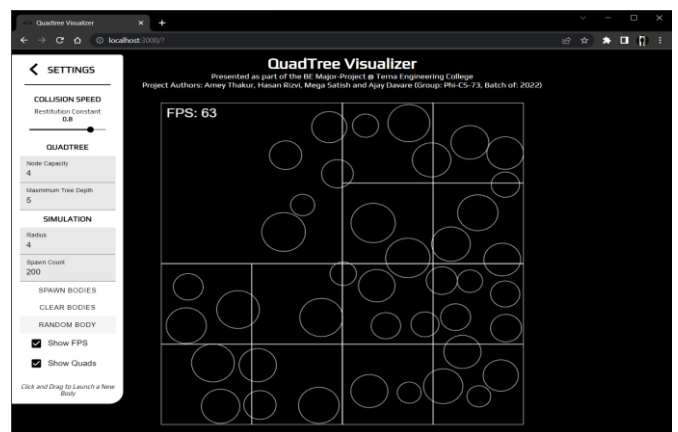 Quadtree Visualizer
localhost:3000/?
SETTINGS
QuadTree Visualizer
Presented as part of the BE Major-Project @ Terna Engineering College
Project Authors: Amey Thakur, Hasan Rizvi, Mega Satish and Ajay Davare (Group: Phi-CS-73, Batch of: 2022)
COLLISION SPEED
Restitution Constant
0.8
QUADTREE
Node Capacity
4
Maxmimum Tree Depth
5
SIMULATION
Radius
4
Spawn Count
200
SPAWN BODIES
CLEAR BODIES
RANDOM BODY
Show FPS
Show Quads
Click and Drag to Launch a New
Body
FPS: 63